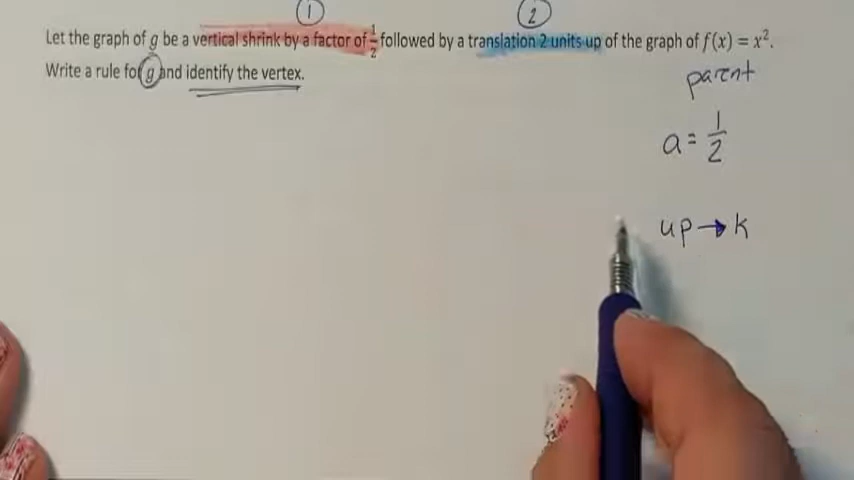 1 2
Let the graph of g be a vertical shrink by a factor of 1/2 followed by a translation 2 units up of the graph of f(x) = x².
Write a rule for g and identify the vertex.
parent
a = 1/2
up → k